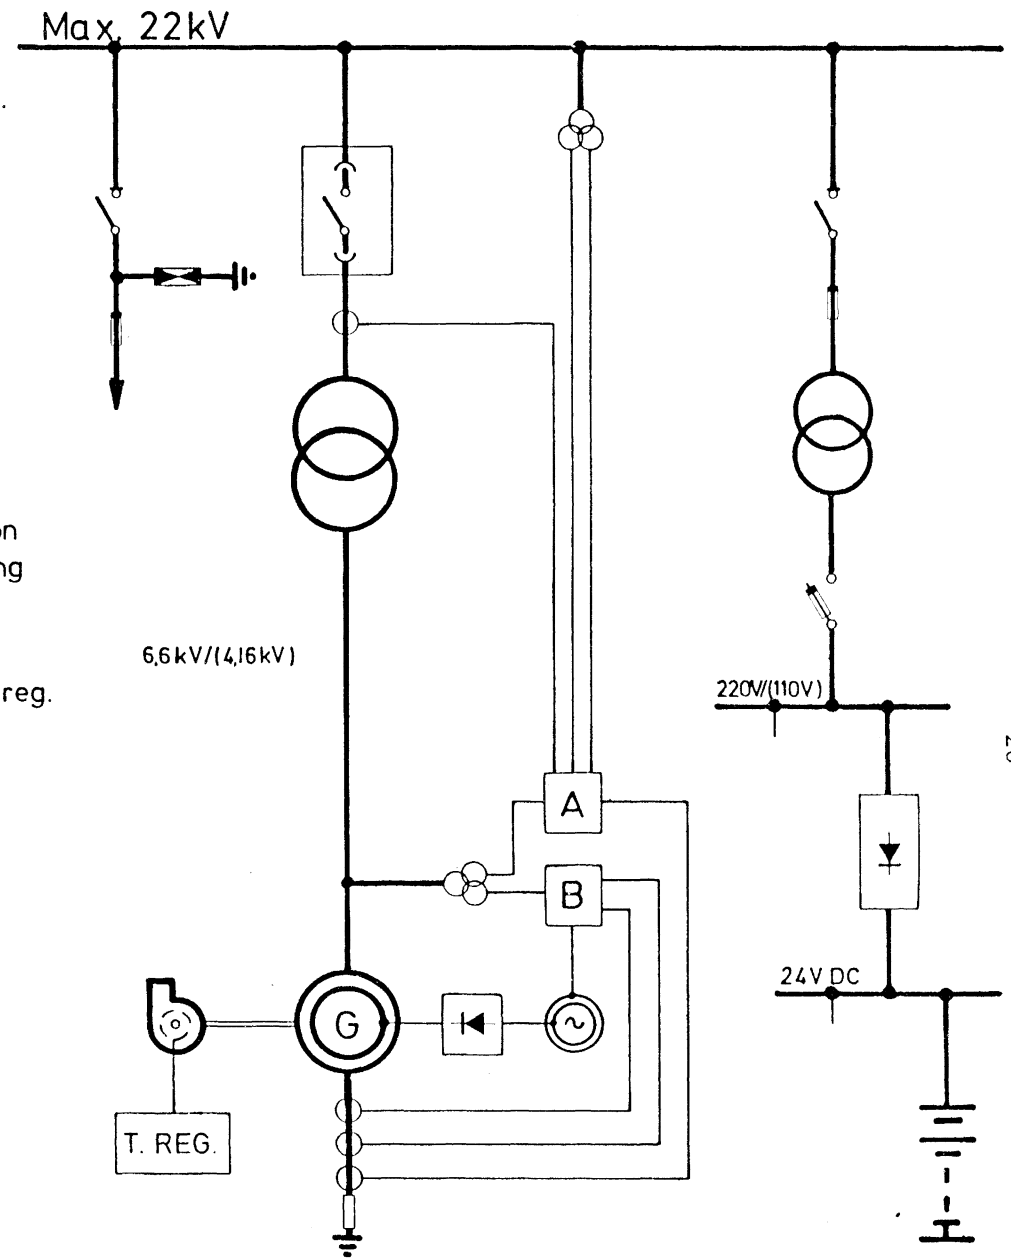 Max. 22kV
on
ng
6,6kV/(4,16kV)
reg.
220V/(110V)
A
B
24V DC
G
~
T. REG.